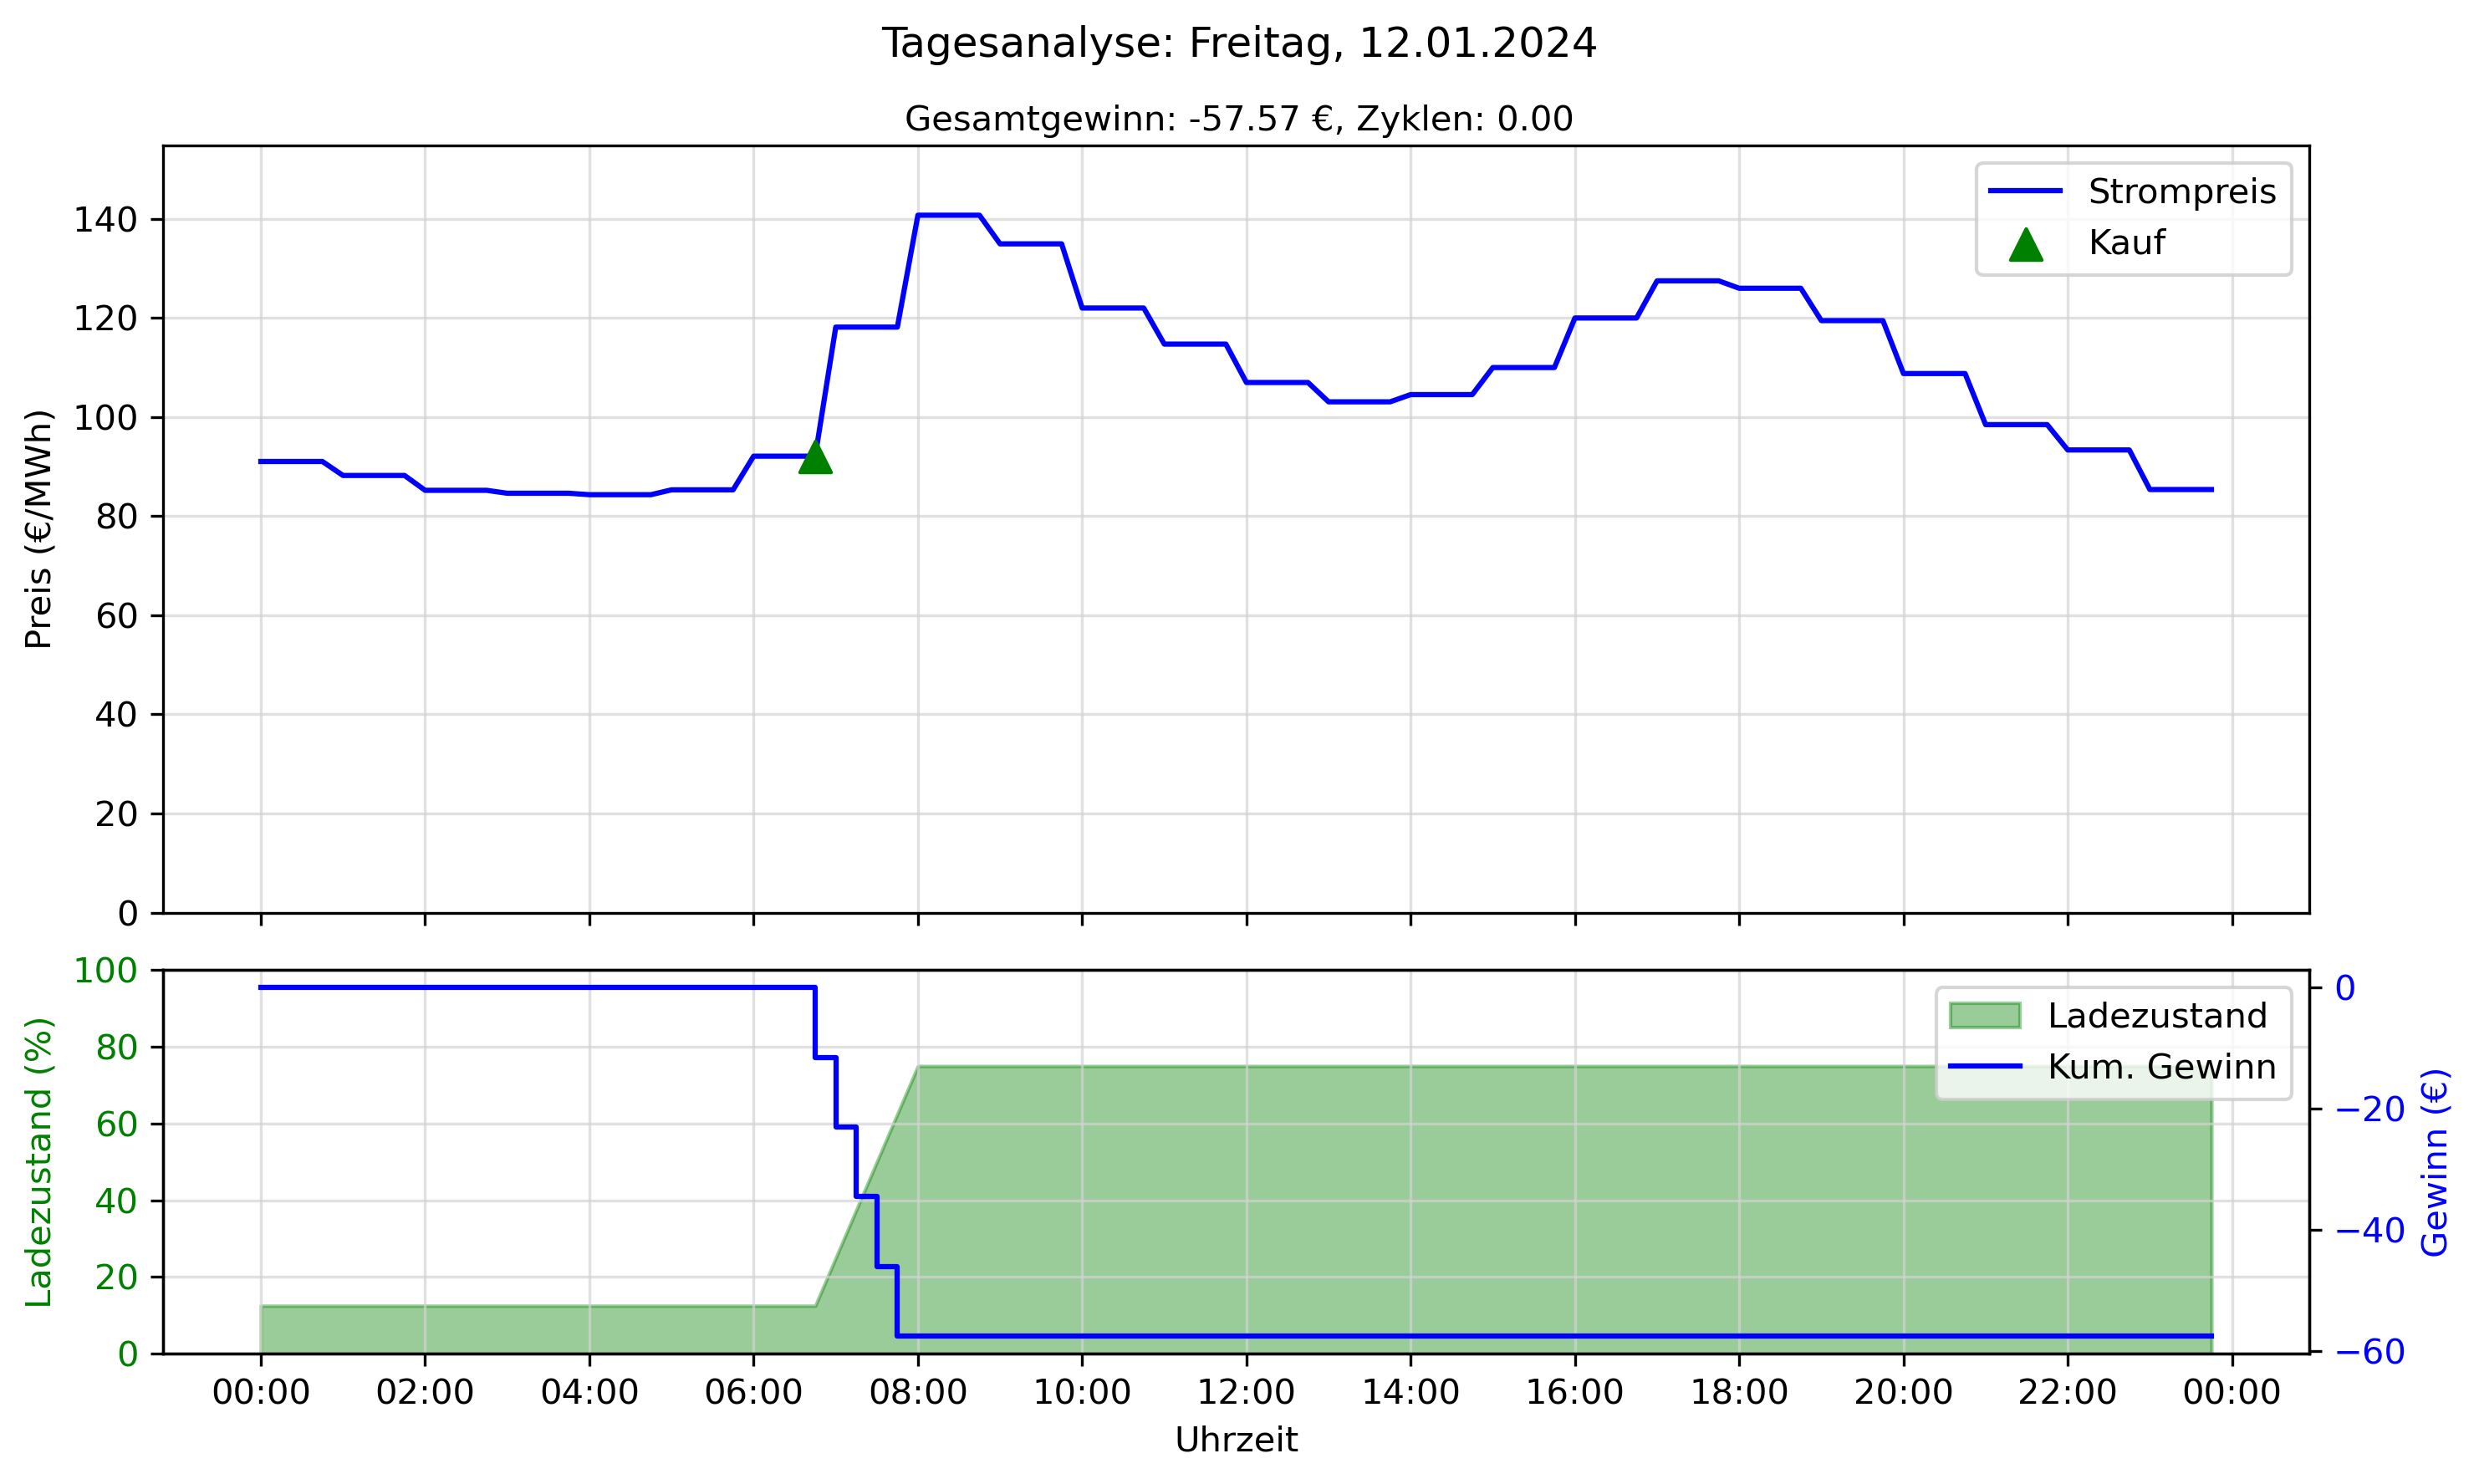 Tagesanalyse: Freitag, 12.01.2024
Gesamtgewinn: -57.57 €, Zyklen: 0.00
Preis (€/MWh)
140
120
100
80
60
40
20
0
Strompreis
Kauf
Ladezustand (%)
100
80
60
40
20
0
Ladezustand
Kum. Gewinn
0
−20
−40
−60
Gewinn (€)
00:00 02:00 04:00 06:00 08:00 10:00 12:00 14:00 16:00 18:00 20:00 22:00 00:00
Uhrzeit